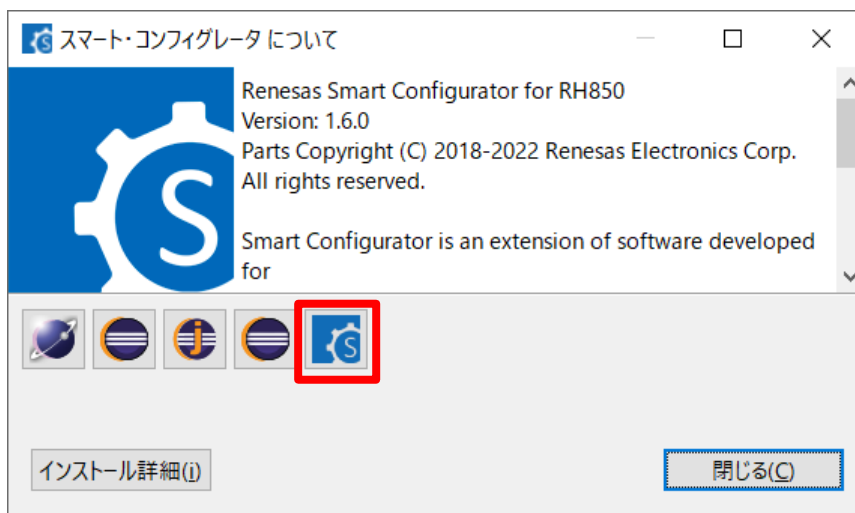 スマート・コンフィグレータ について
Renesas Smart Configurator for RH850
Version: 1.6.0
Parts Copyright (C) 2018-2022 Renesas Electronics Corp.
All rights reserved.
Smart Configurator is an extension of software developed
for
インストール詳細(i)
閉じる(C)